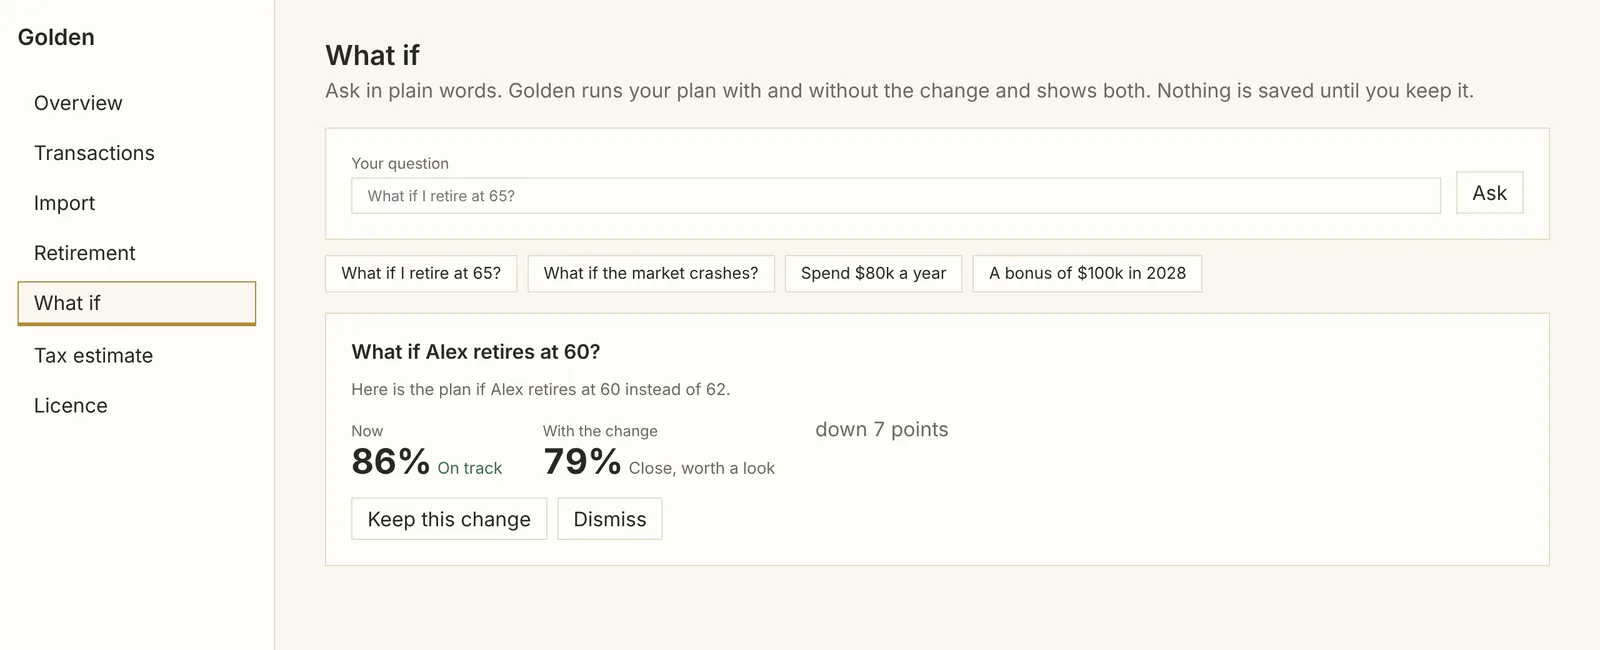 Golden
Overview
Transactions
Import
Retirement
What if
Tax estimate
Licence
What if
Ask in plain words. Golden runs your plan with and without the change and shows both. Nothing is saved until you keep it.
Your question
What if I retire at 65?
Ask
What if I retire at 65?
What if the market crashes?
Spend $80k a year
A bonus of $100k in 2028
What if Alex retires at 60?
Here is the plan if Alex retires at 60 instead of 62.
Now
86% On track
With the change
79% Close, worth a look
down 7 points
Keep this change
Dismiss